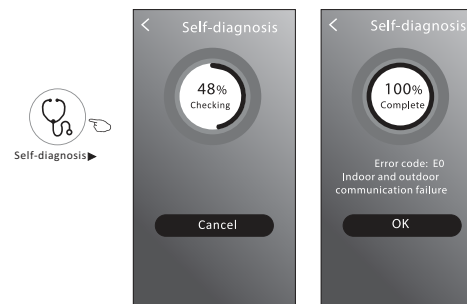 Self-diagnosis▶
Self-diagnosis
48%
Checking
Cancel
Self-diagnosis
100%
Complete
Error code: E0
Indoor and outdoor
communication failure
OK